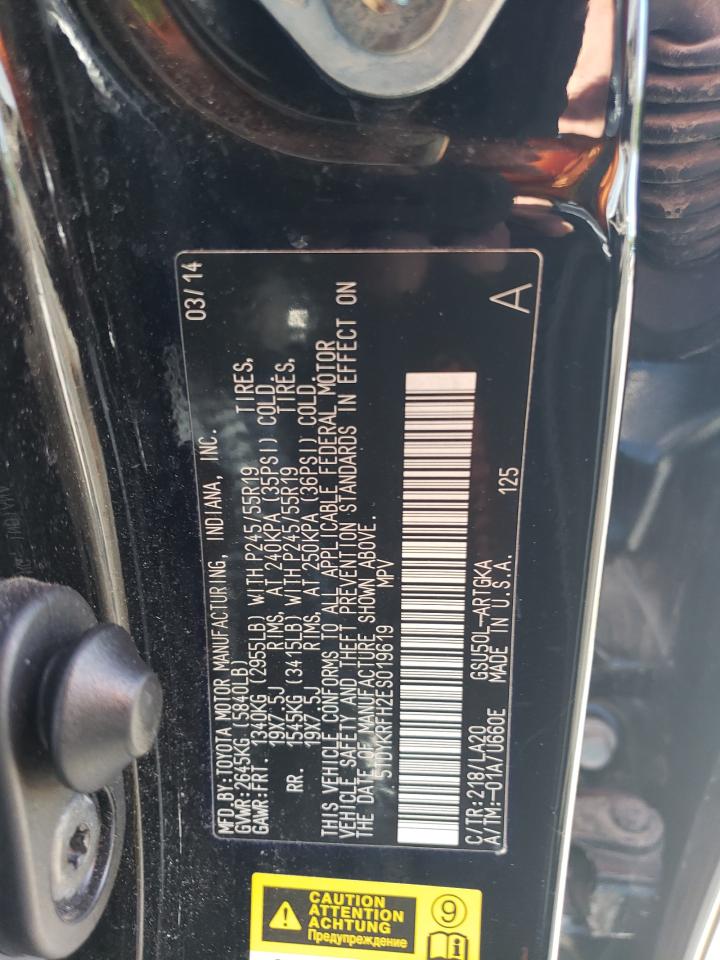 MFD.BY:TOYOTA MOTOR MANUFACTURING, INDIANA, INC. 03/14
GVWR:2645KG(5840LB)
GAWR:FRT. 1340KG(2955LB)WITH P245/55R19 TIRES,
19X7.5J RIMS, AT 240KPA(35PSI)COLD
RR. 1545KG(3415LB)WITH P245/55R19 TIRES,
19X7.5J RIMS, AT 250KPA(36PSI)COLD.
THIS VEHICLE CONFORMS TO ALL APPLICABLE FEDERAL MOTOR
VEHICLE SAFETY AND THEFT PREVENTION STANDARDS IN EFFECT ON
THE DATE OF MANUFACTURE SHOWN ABOVE.
5TDYKRFH2ES019619 MPV
C/TR:218/LA20 GSU50L-ARTGKA 125
A/TM:-01A/U660E MADE IN U.S.A. A
CAUTION
ATTENTION
ACHTUNG
Предупреждение
9